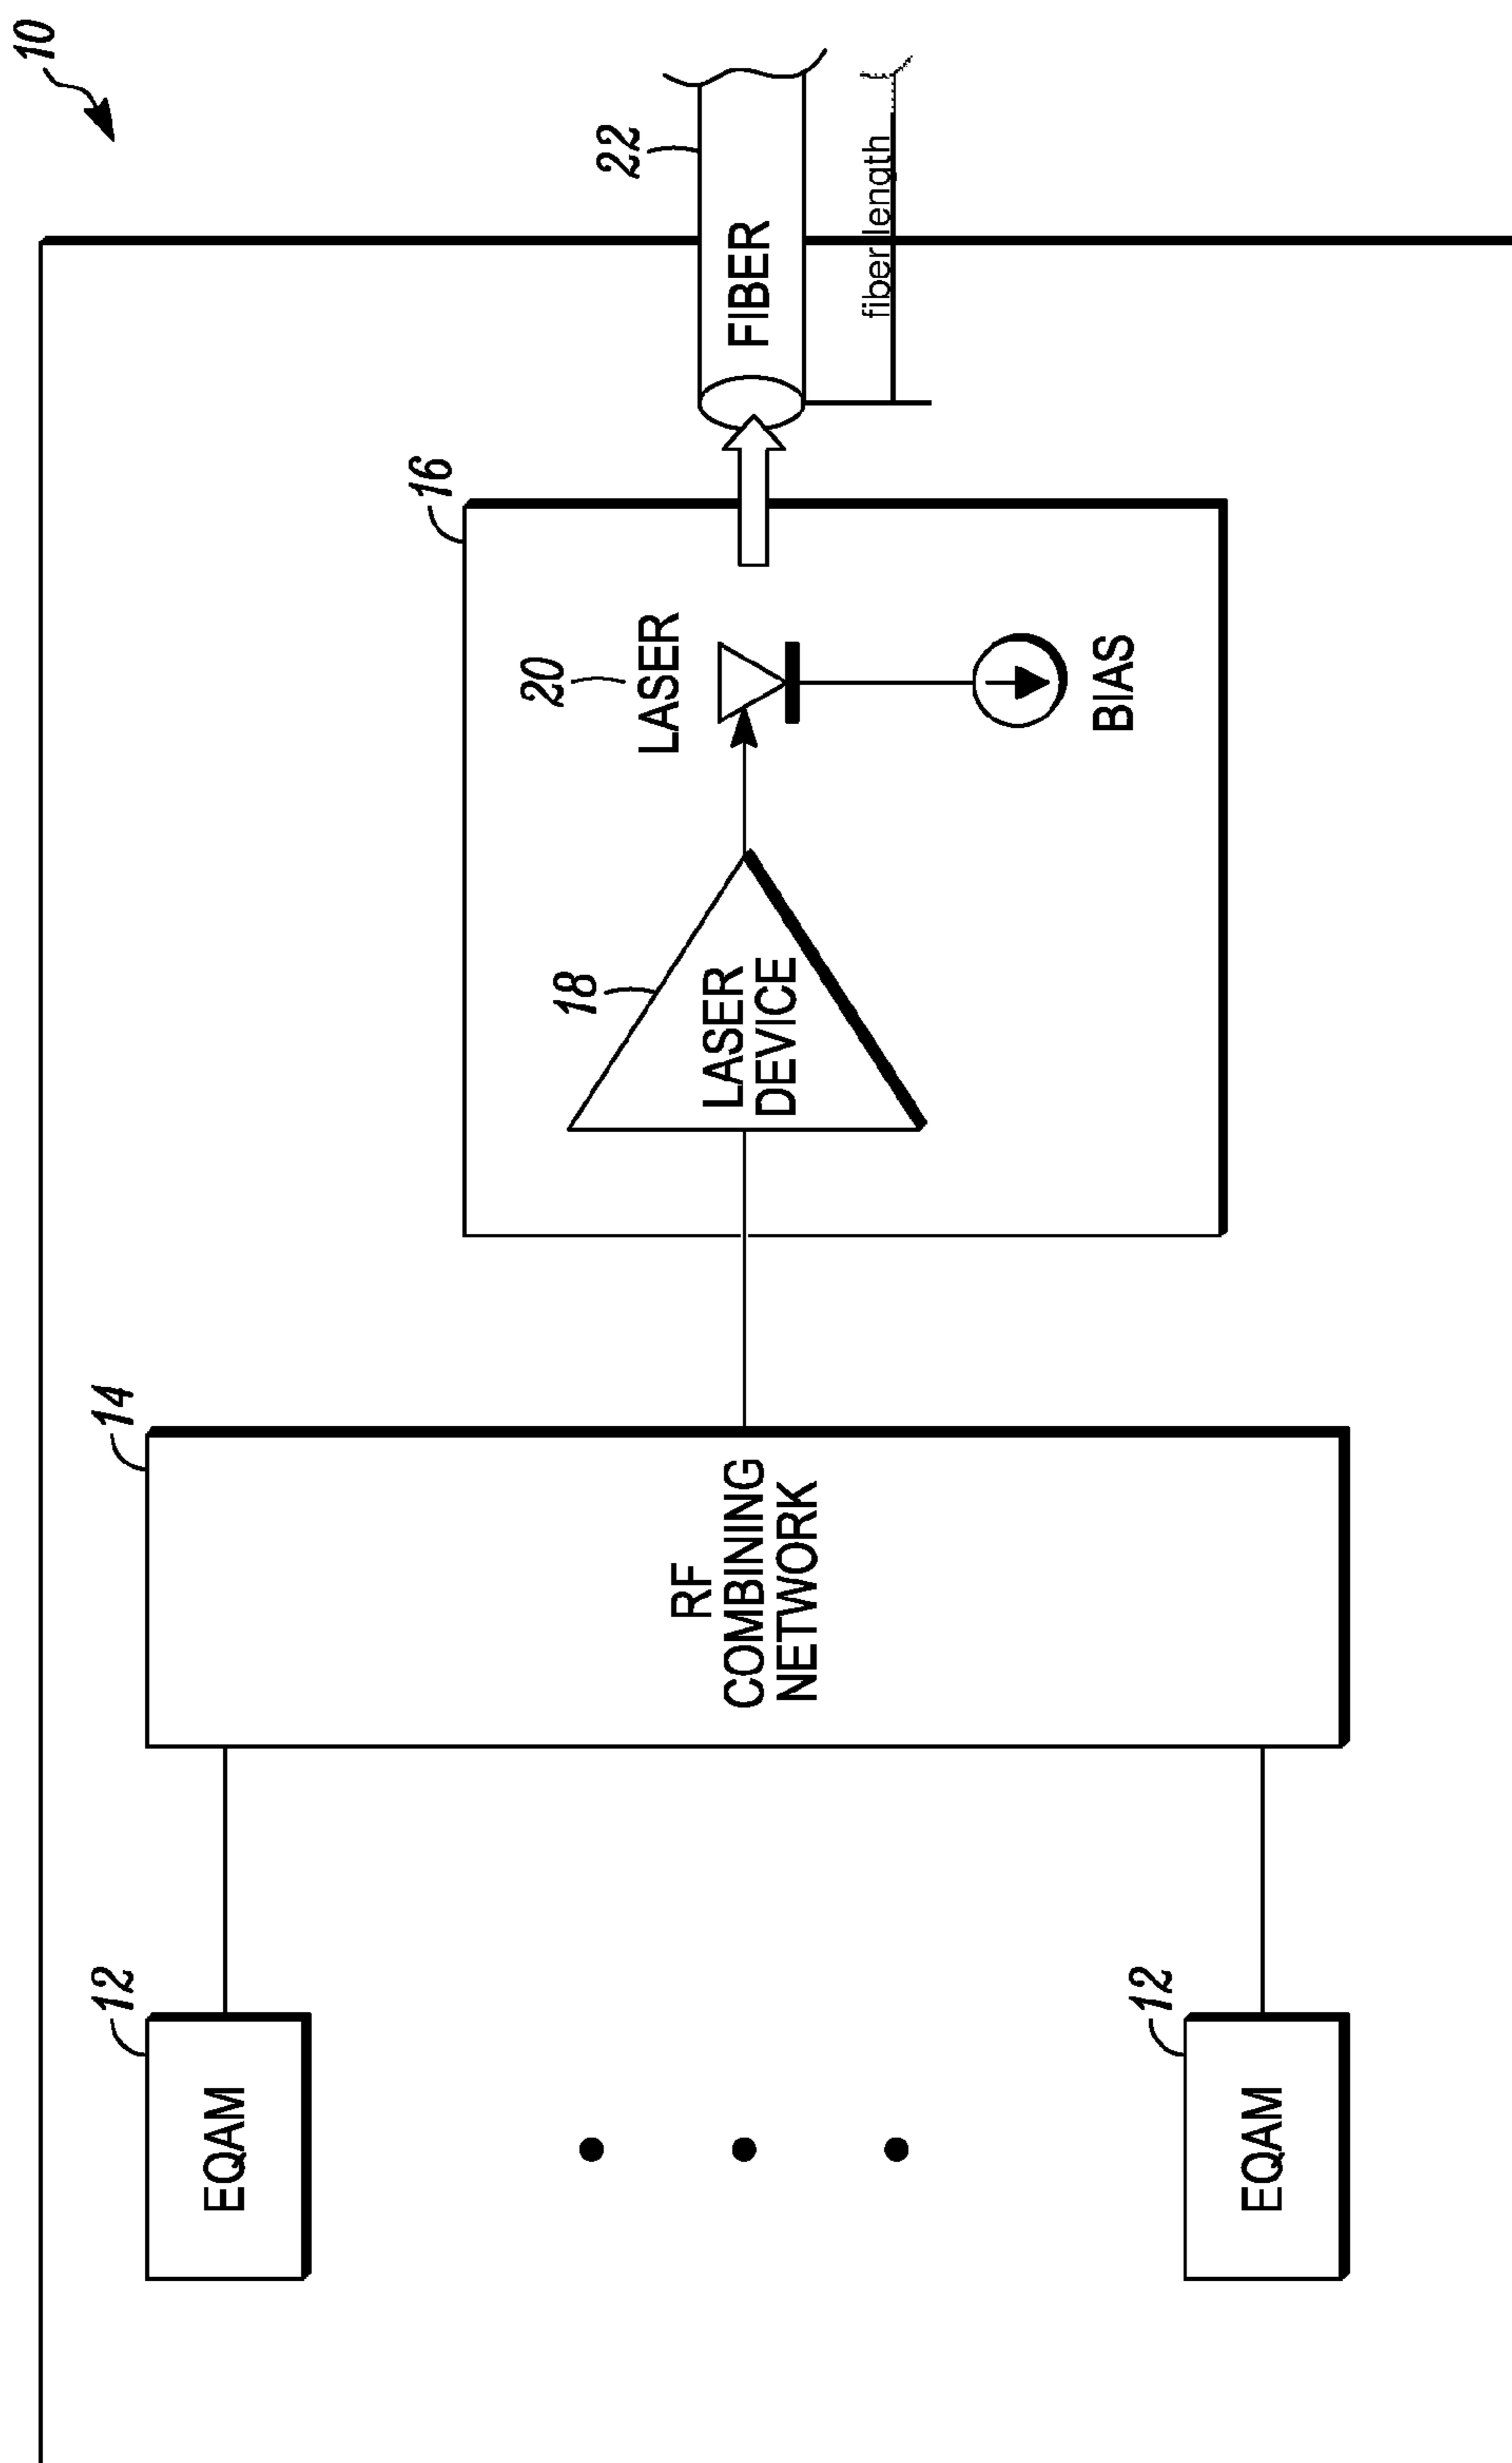 10
12
EQAM
12
EQAM
14
RF
COMBINING
NETWORK
16
18
LASER
DEVICE
20
LASER
BIAS
22
FIBER
fiber length